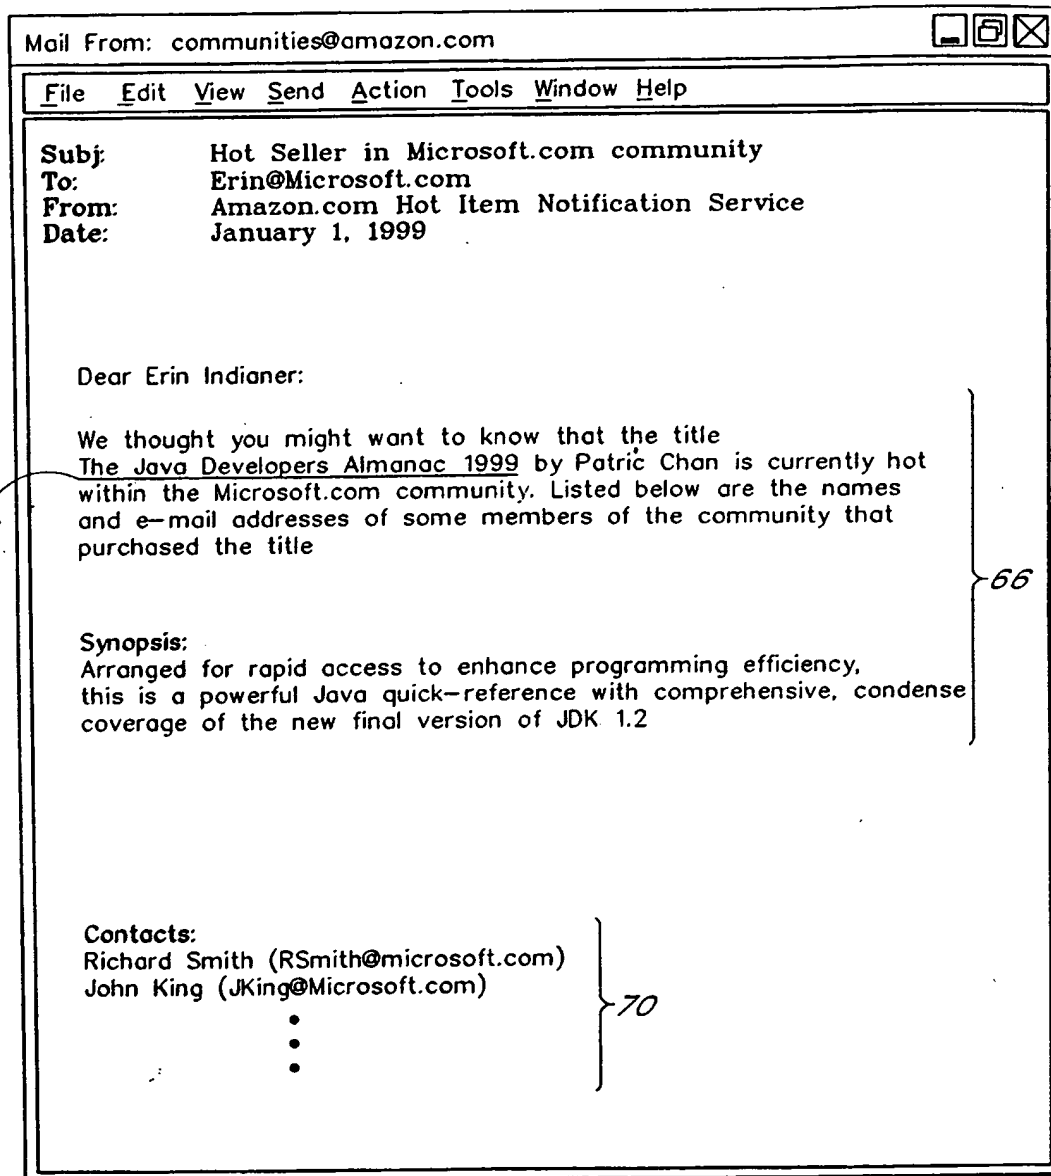 Mail From: communities@amazon.com
File Edit View Send Action Tools Window Help
Subj: Hot Seller in Microsoft.com community
To: Erin@Microsoft.com
From: Amazon.com Hot Item Notification Service
Date: January 1, 1999
Dear Erin Indianer:
We thought you might want to know that the title
The Java Developers Almanac 1999 by Patric Chan is currently hot
within the Microsoft.com community. Listed below are the names
and e-mail addresses of some members of the community that
purchased the title
66
Synopsis:
Arranged for rapid access to enhance programming efficiency,
this is a powerful Java quick-reference with comprehensive, condense
coverage of the new final version of JDK 1.2
Contacts:
Richard Smith (RSmith@microsoft.com)
John King (JKing@Microsoft.com)
70